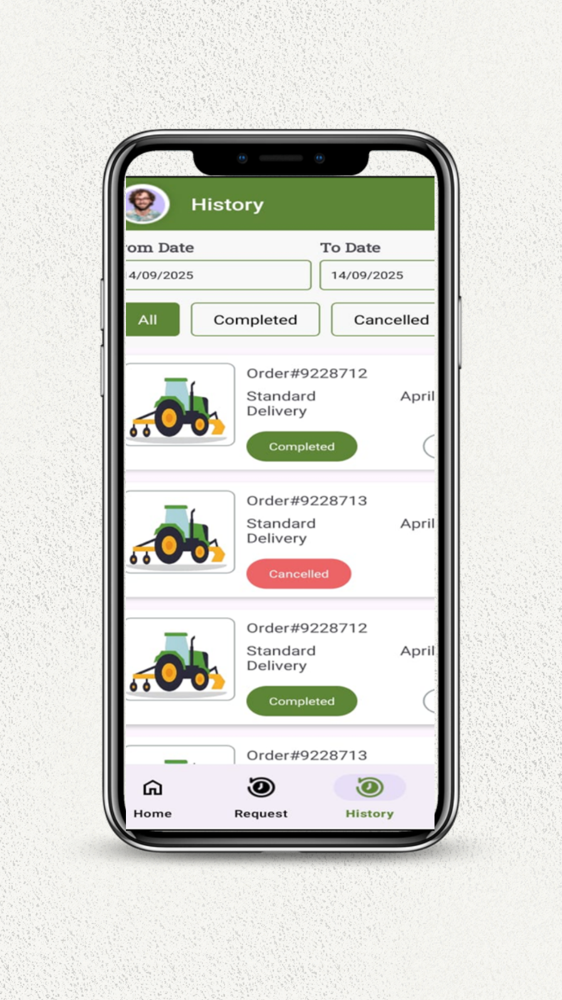 History
om Date
To Date
4/09/2025
14/09/2025
All
Completed
Cancelled
Order#9228712
Standard
Delivery
April
Completed
Order#9228713
Standard
Delivery
April
Cancelled
Order#9228712
Standard
Delivery
April
Completed
Order#9228713
Home
Request
History